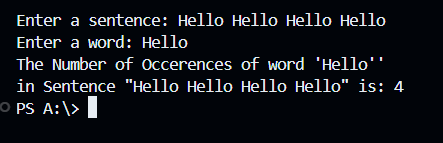 Enter a sentence: Hello Hello Hello Hello
Enter a word: Hello
The Number of Occerences of word 'Hello''
in Sentence "Hello Hello Hello Hello" is: 4
PS A:\>